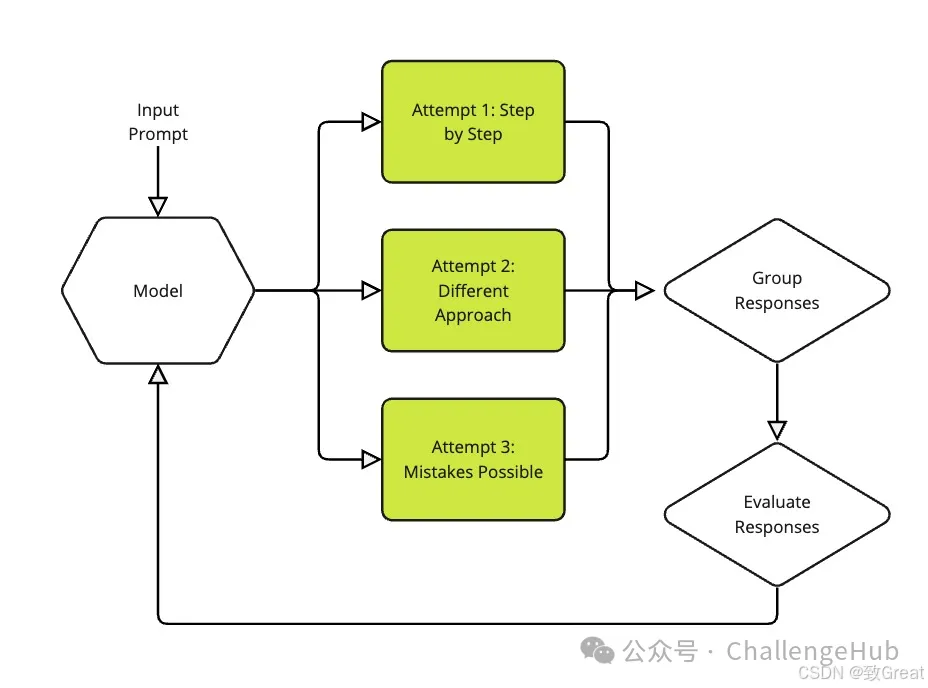 Input
Prompt
Model
Attempt 1: Step
by Step
Attempt 2:
Different
Approach
Attempt 3:
Mistakes Possible
Group
Responses
Evaluate
Responses
公众号 · ChallengeHub
CSDN @致Great